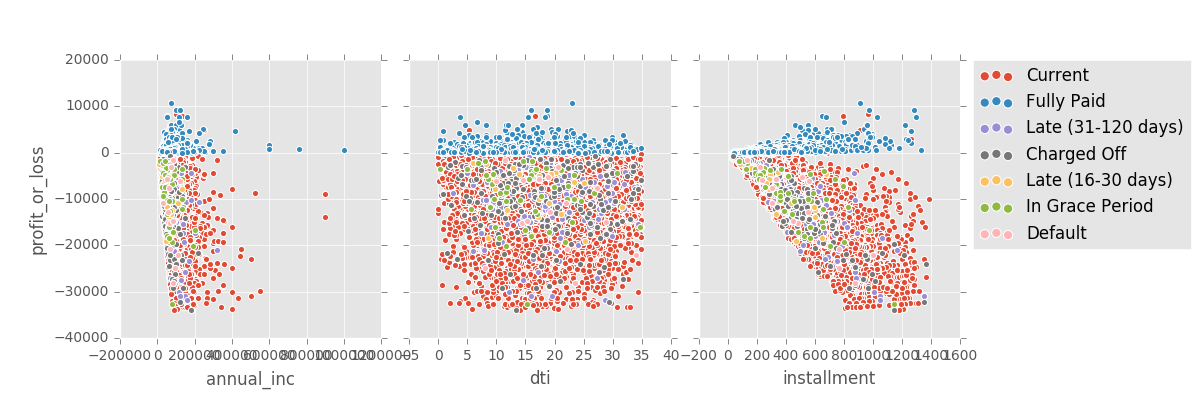 20000
10000
0
−10000
−20000
−30000
−40000
profit_or_loss
−200000 0 200000 400000 600000 800000 1000000 1200000
annual_inc
−5 0 5 10 15 20 25 30 35 40
dti
−200 0 200 400 600 800 1000 1200 1400 1600
installment
Current
Fully Paid
Late (31-120 days)
Charged Off
Late (16-30 days)
In Grace Period
Default